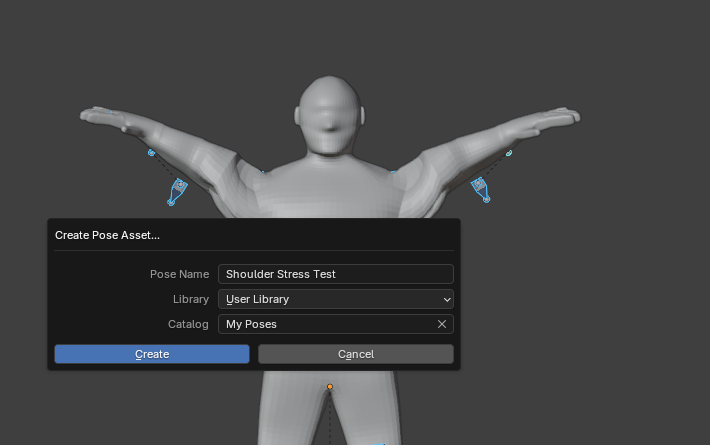 Create Pose Asset...
Pose Name Shoulder Stress Test
Library User Library
Catalog My Poses
Create Cancel